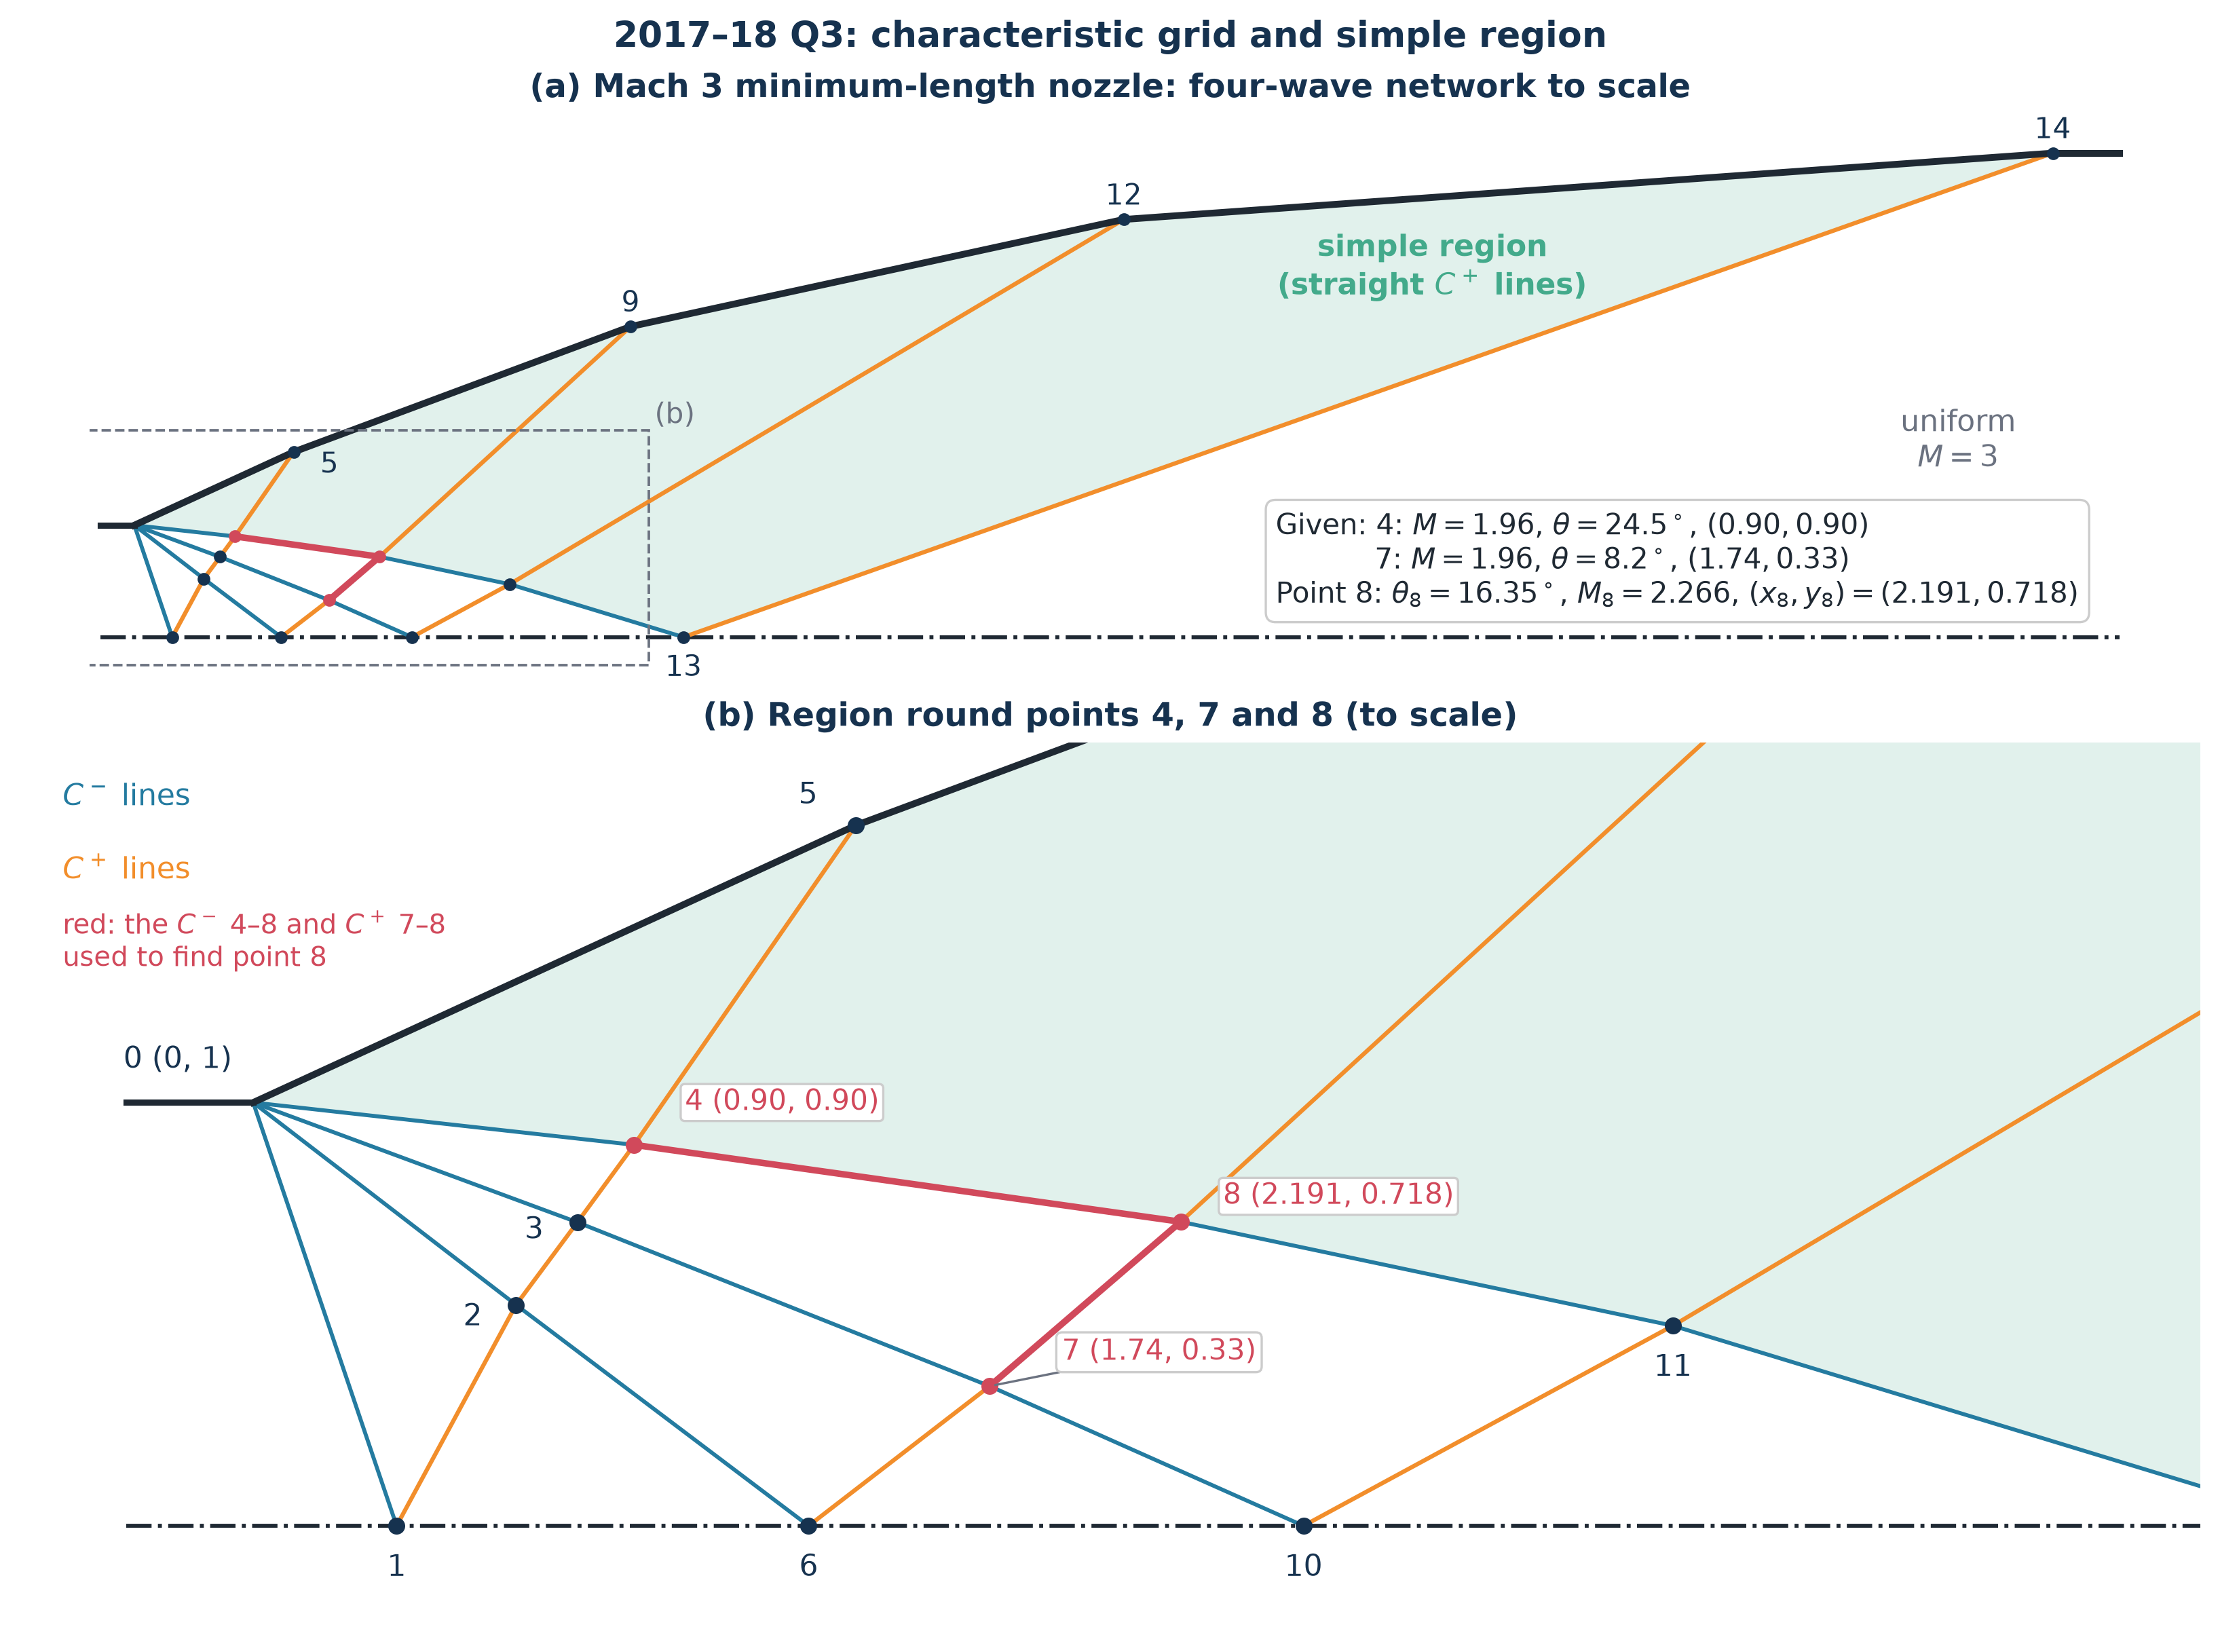 2017–18 Q3: characteristic grid and simple region
(a) Mach 3 minimum-length nozzle: four-wave network to scale
14
12
simple region
(straight C⁺ lines)
9
(b)
5
uniform
M = 3
Given: 4: M = 1.96, θ = 24.5°, (0.90, 0.90)
7: M = 1.96, θ = 8.2°, (1.74, 0.33)
Point 8: θ₈ = 16.35°, M₈ = 2.266, (x₈, y₈) = (2.191, 0.718)
13
(b) Region round points 4, 7 and 8 (to scale)
C⁻ lines
5
C⁺ lines
red: the C⁻ 4–8 and C⁺ 7–8
used to find point 8
0 (0, 1)
4 (0.90, 0.90)
8 (2.191, 0.718)
3
2
7 (1.74, 0.33)
11
1
6
10